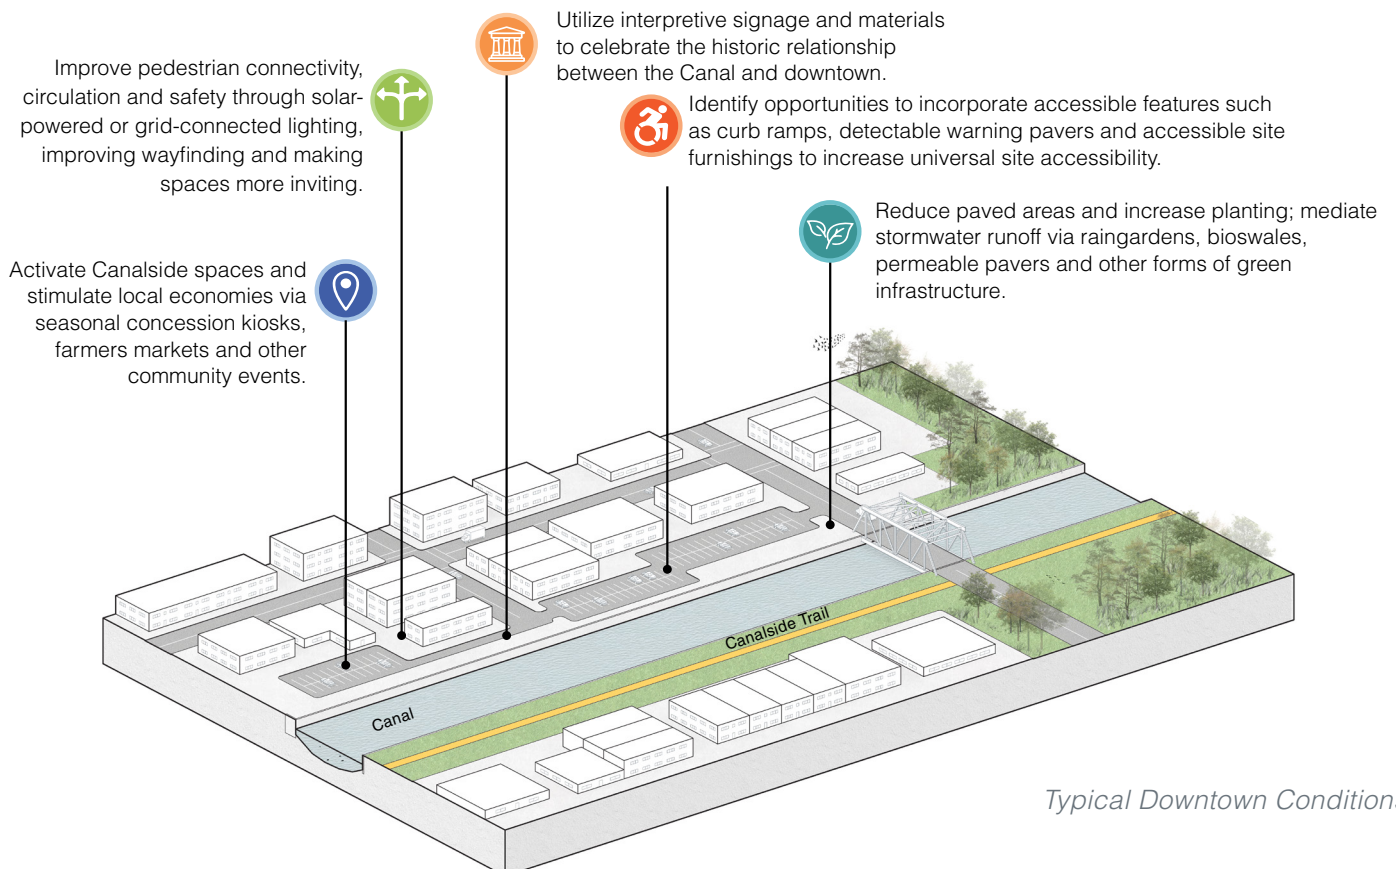 Utilize interpretive signage and materials
to celebrate the historic relationship
between the Canal and downtown.
Improve pedestrian connectivity,
circulation and safety through solar-
powered or grid-connected lighting,
improving wayfinding and making
spaces more inviting.
Identify opportunities to incorporate accessible features such
as curb ramps, detectable warning pavers and accessible site
furnishings to increase universal site accessibility.
Reduce paved areas and increase planting; mediate
stormwater runoff via raingardens, bioswales,
permeable pavers and other forms of green
infrastructure.
Activate Canalside spaces and
stimulate local economies via
seasonal concession kiosks,
farmers markets and other
community events.
Canalside Trail
Canal
Typical Downtown Condition